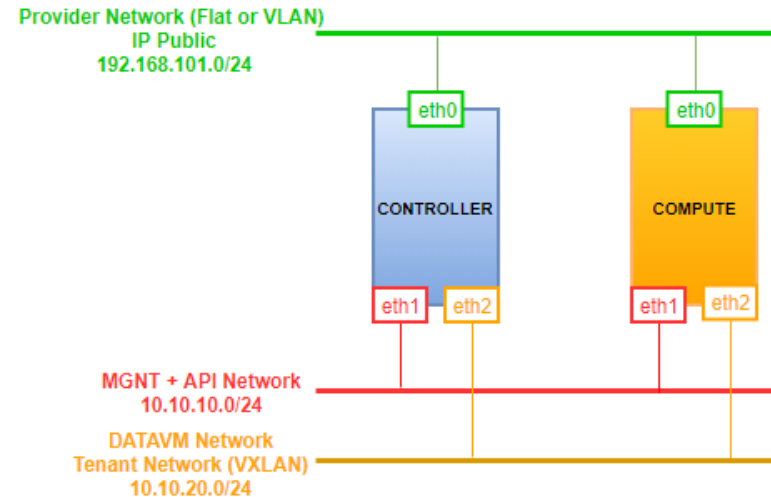 Provider Network (Flat or VLAN)
IP Public
192.168.101.0/24
eth0
eth0
CONTROLLER
COMPUTE
eth1
eth2
eth1
eth2
MGNT + API Network
10.10.10.0/24
DATAVM Network
Tenant Network (VXLAN)
10.10.20.0/24